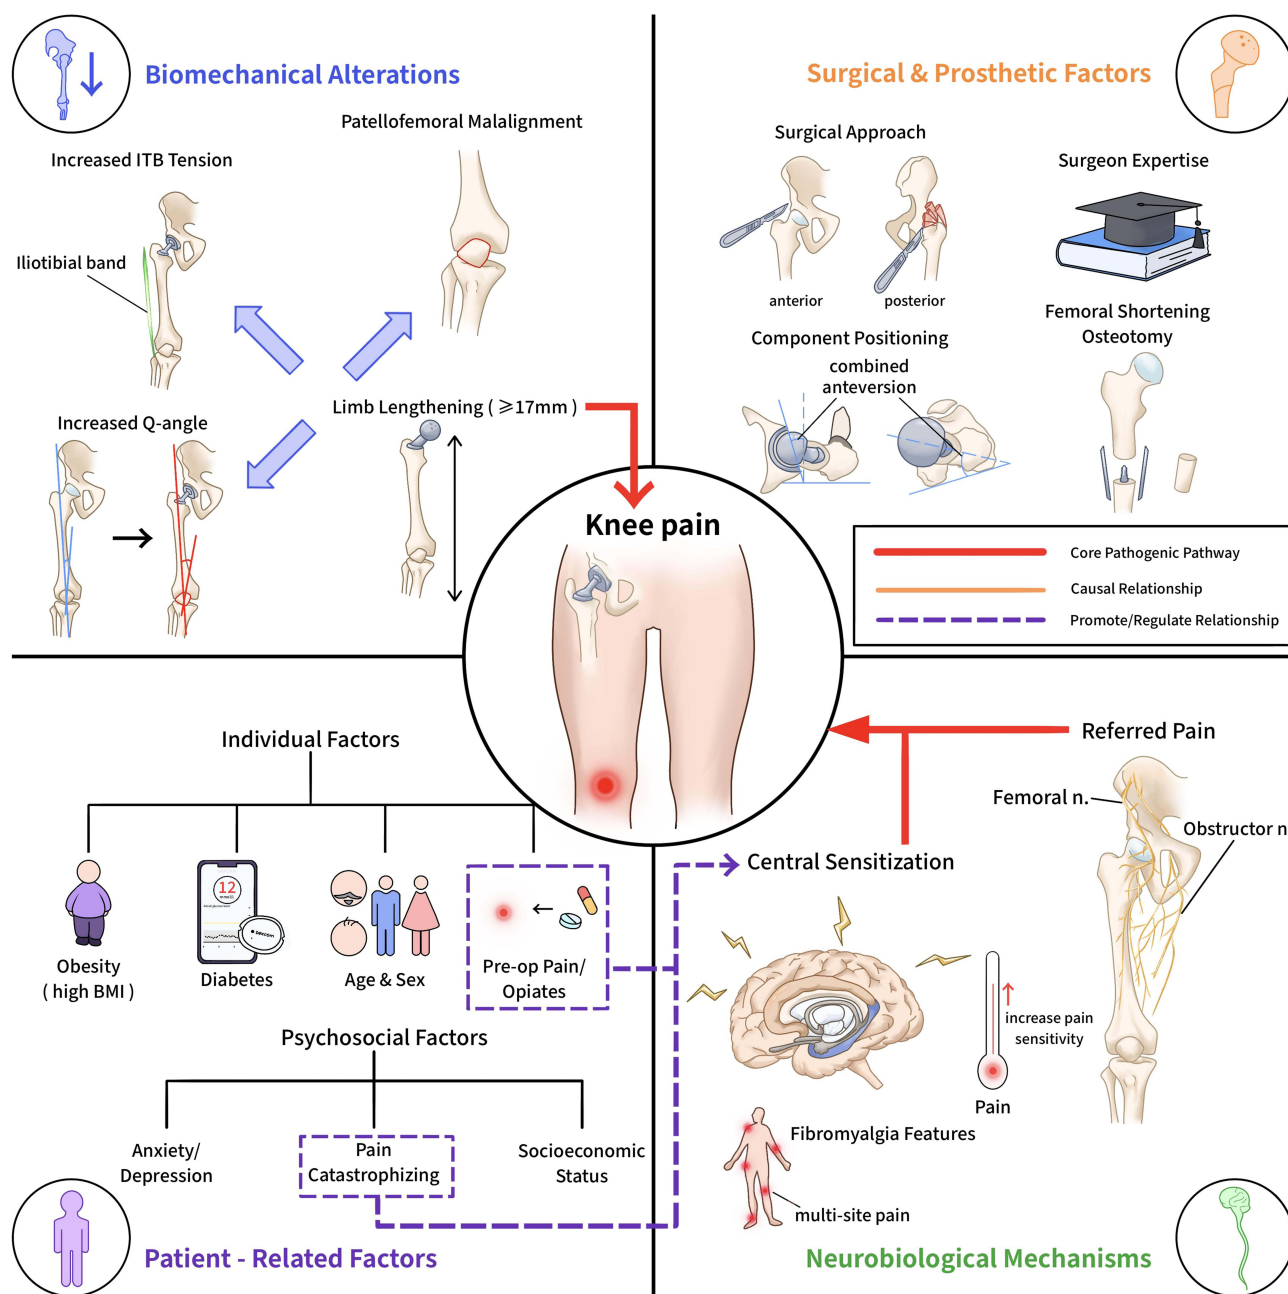 Biomechanical Alterations
Patellofemoral Malalignment
Increased ITB Tension
Iliotibial band
Increased Q-angle
Limb Lengthening ( ⩾17mm )
Surgical & Prosthetic Factors
Surgical Approach
anterior
posterior
Surgeon Expertise
Component Positioning
combined
anteversion
Femoral Shortening
Osteotomy
Core Pathogenic Pathway
Causal Relationship
Promote/Regulate Relationship
Knee pain
Individual Factors
12
Obesity
( high BMI )
Diabetes
Age & Sex
Pre-op Pain/
Opiates
Psychosocial Factors
Anxiety/
Depression
Pain
Catastrophizing
Socioeconomic
Status
Patient - Related Factors
Referred Pain
Femoral n.
Obstructor n
Central Sensitization
increase pain
sensitivity
Pain
Fibromyalgia Features
multi-site pain
Neurobiological Mechanisms